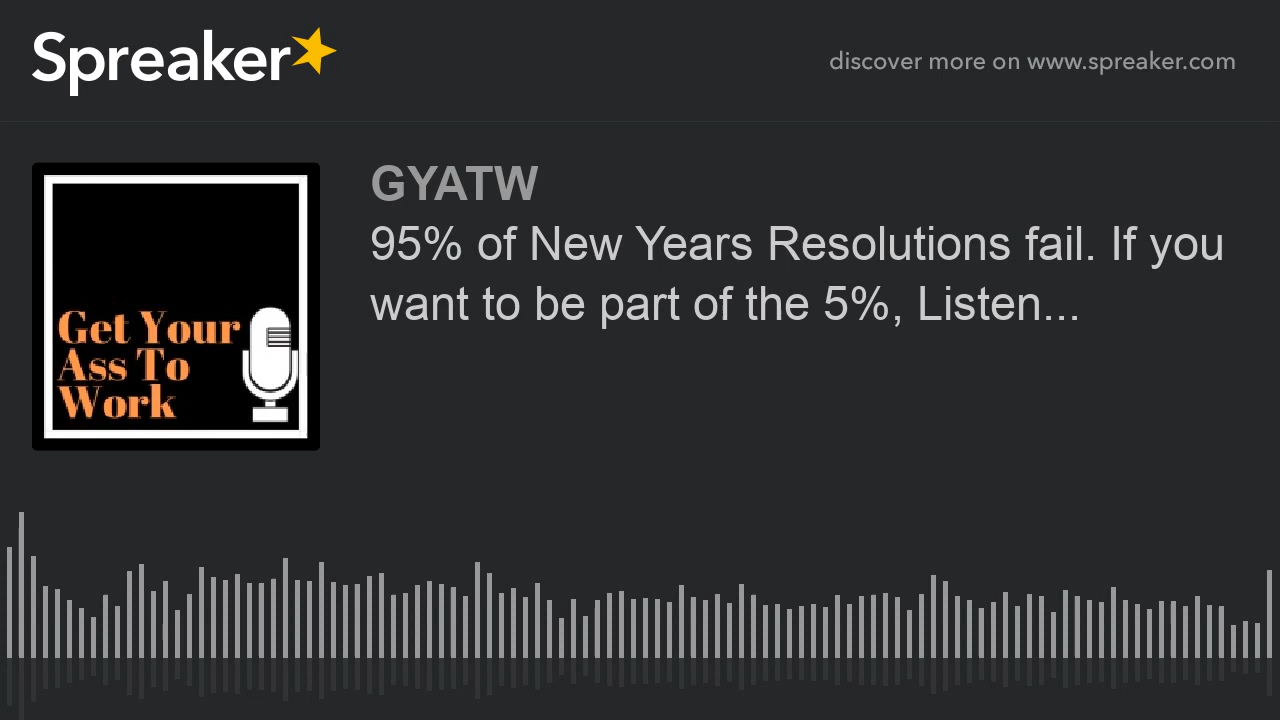 Spreaker
discover more on www.spreaker.com
GYATW
95% of New Years Resolutions fail. If you
want to be part of the 5%, Listen...
Get Your
Ass To
Work